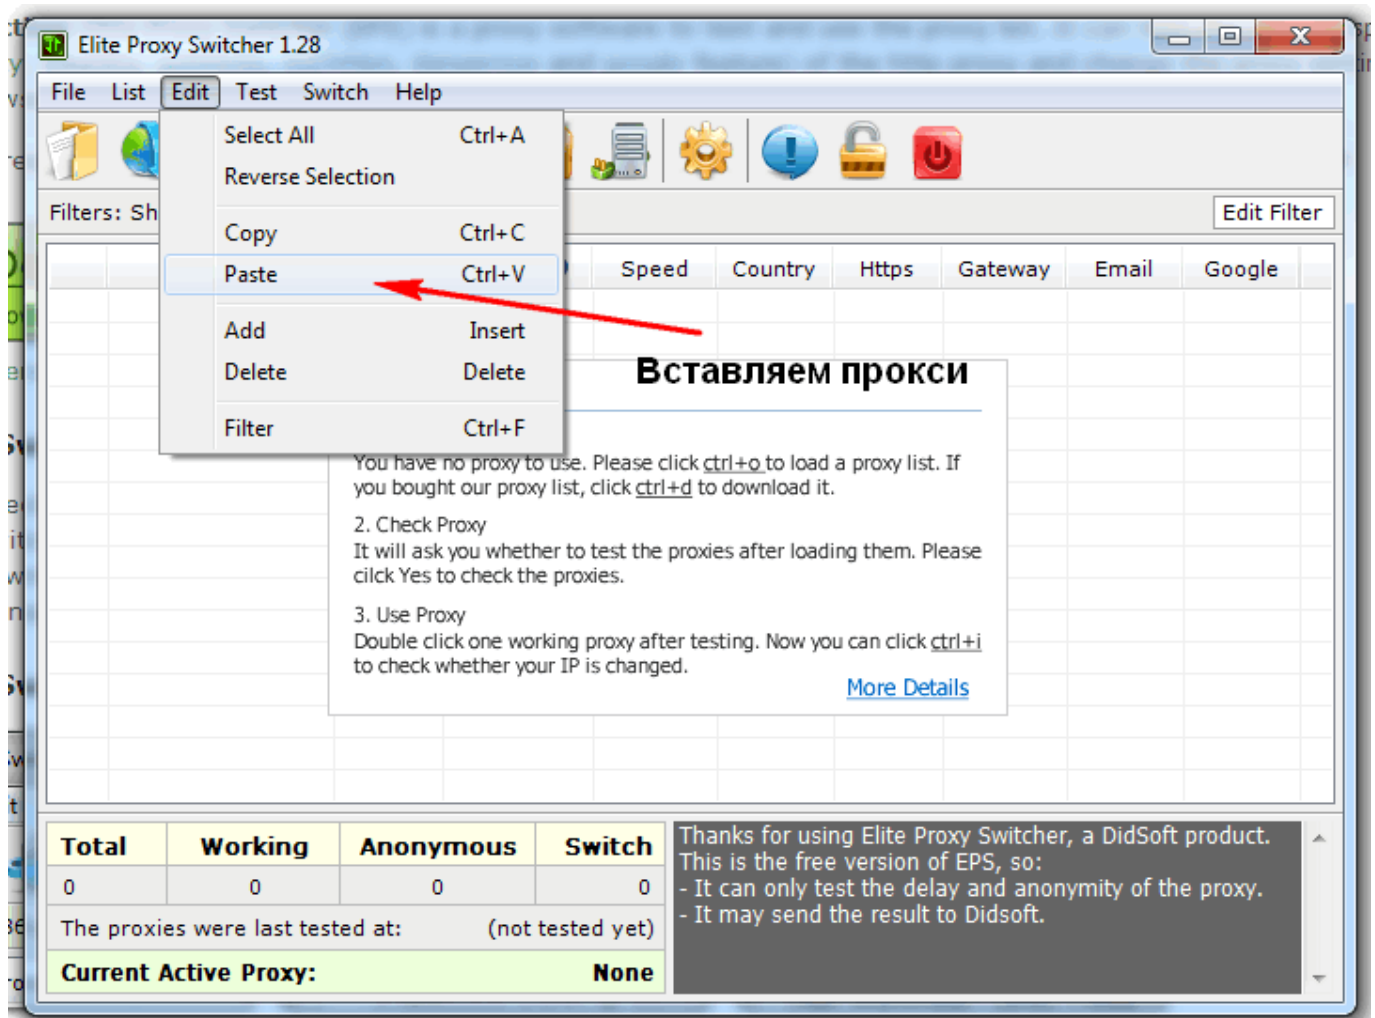 Elite Proxy Switcher 1.28
File List Edit Test Switch Help
Select All Ctrl+A
Reverse Selection
Filters: Sh
Edit Filter
Copy Ctrl+C
Paste Ctrl+V
Speed Country Https Gateway Email Google
Add Insert
Delete Delete
Filter Ctrl+F
Вставляем прокси
You have no proxy to use. Please click ctrl+o to load a proxy list. If
you bought our proxy list, click ctrl+d to download it.
2. Check Proxy
It will ask you whether to test the proxies after loading them. Please
cilck Yes to check the proxies.
3. Use Proxy
Double click one working proxy after testing. Now you can click ctrl+i
to check whether your IP is changed.
More Details
Total Working Anonymous Switch
0 0 0 0
The proxies were last tested at: (not tested yet)
Current Active Proxy: None
Thanks for using Elite Proxy Switcher, a DidSoft product.
This is the free version of EPS, so:
- It can only test the delay and anonymity of the proxy.
- It may send the result to Didsoft.